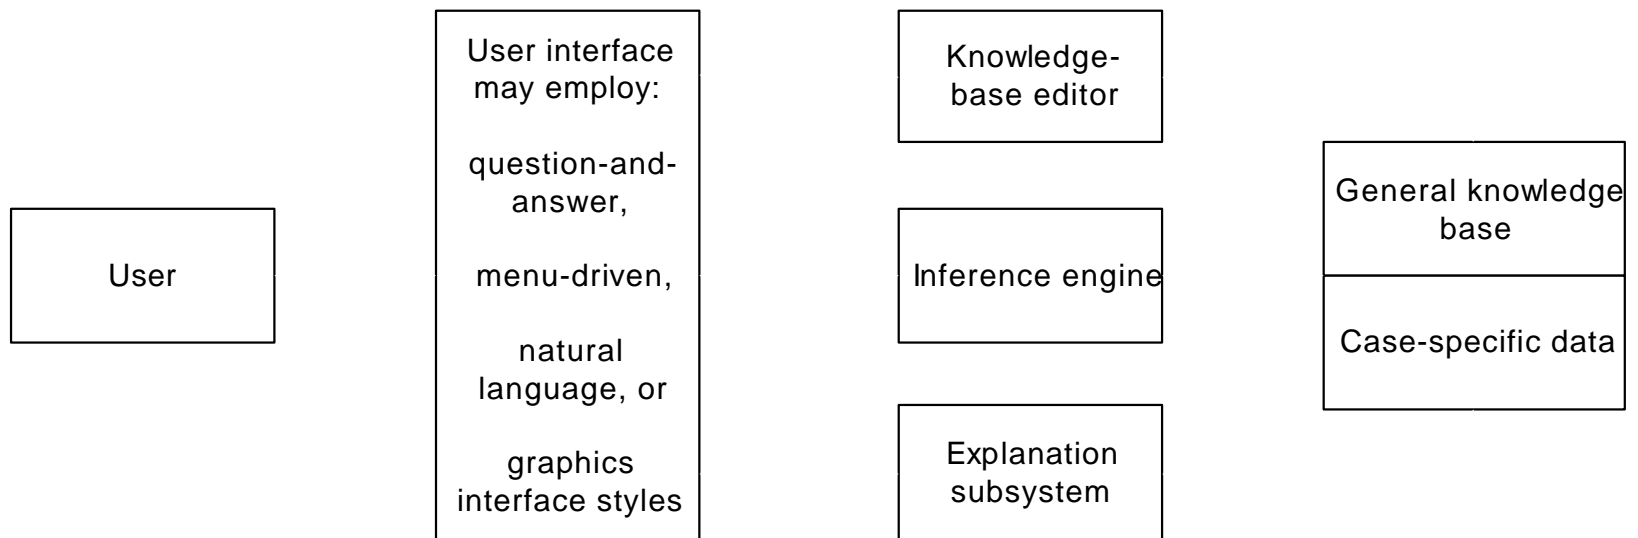 User
User interface
may employ:
question-and-
answer,
menu-driven,
natural
language, or
graphics
interface styles
Knowledge-
base editor
Inference engine
Explanation
subsystem
General knowledge
base
Case-specific data